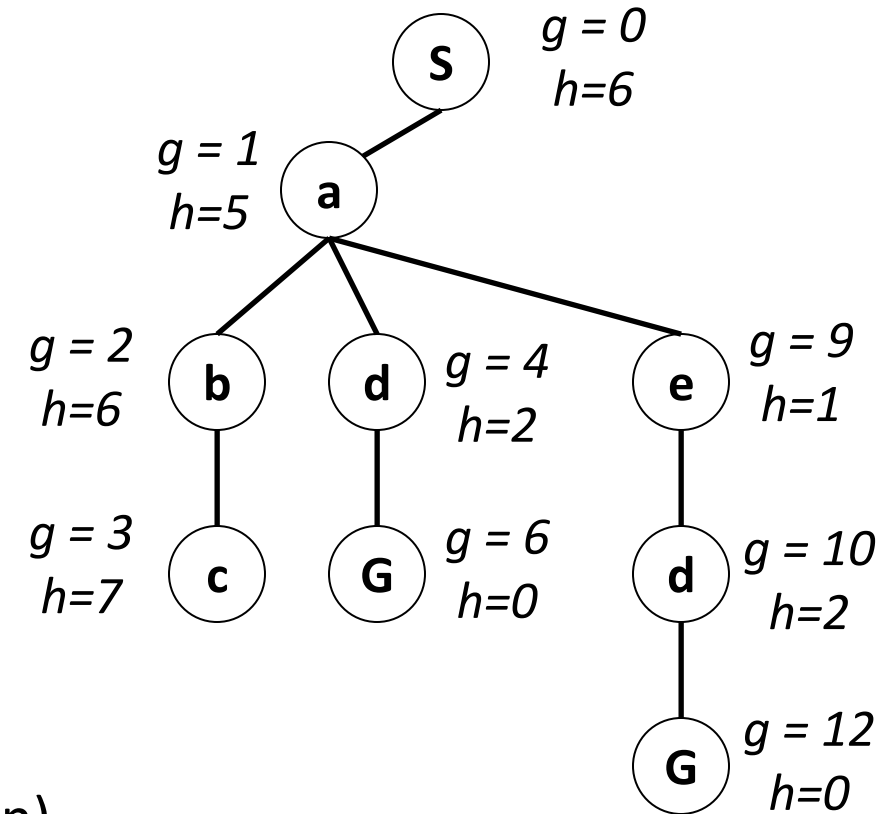 S
g = 0
h=6
g = 1
h=5
a
g = 2
h=6
b
d
g = 4
h=2
e
g = 9
h=1
g = 3
h=7
c
G
g = 6
h=0
d
g = 10
h=2
G
g = 12
h=0
n)